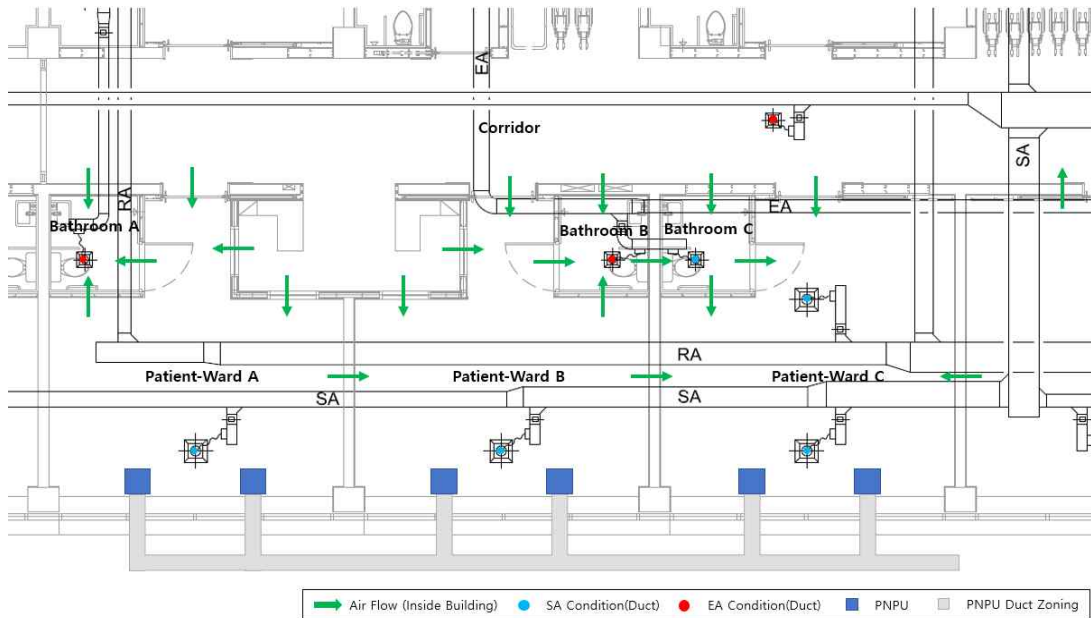 EA
Corridor
SA
RA
EA
Bathroom A
Bathroom B
Bathroom C
RA
Patient-Ward A
Patient-Ward B
Patient-Ward C
SA
SA
Air Flow (Inside Building)
SA Condition(Duct)
EA Condition(Duct)
PNPU
PNPU Duct Zoning